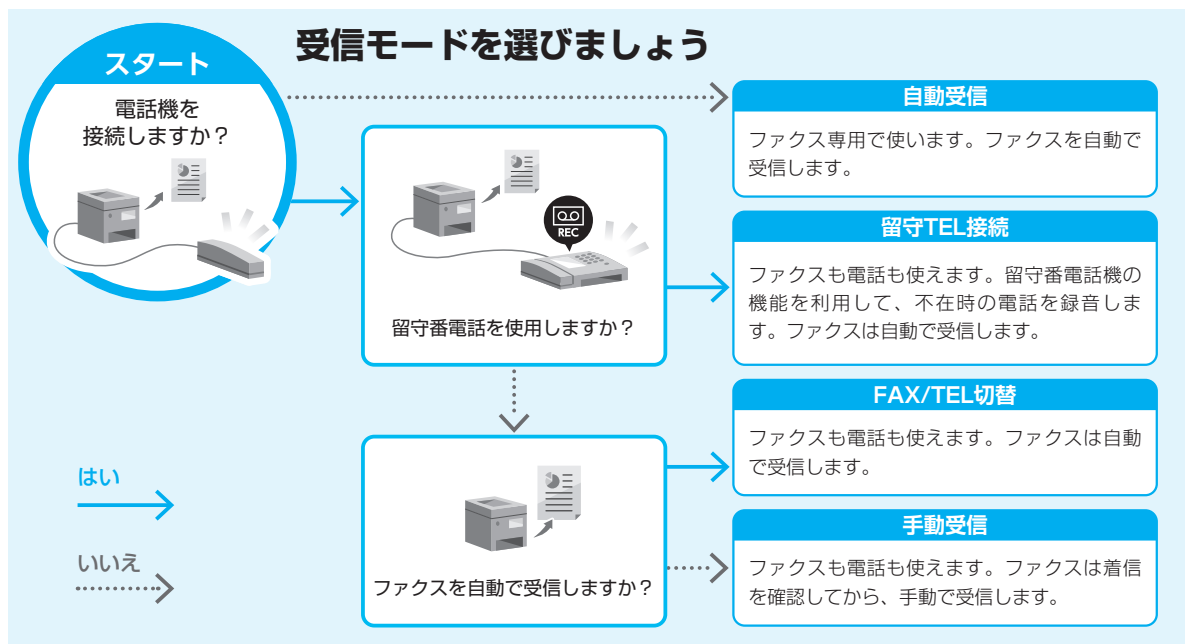 受信モードを選びましょう
スタート
電話機を
接続しますか？
自動受信
ファクス専用で使います。ファクスを自動で
受信します。
REC
留守番電話を使用しますか？
留守TEL接続
ファクスも電話も使えます。留守番電話機の
機能を利用して、不在時の電話を録音しま
す。ファクスは自動で受信します。
FAX/TEL切替
ファクスも電話も使えます。ファクスは自動
で受信します。
ファクスを自動で受信しますか？
手動受信
ファクスも電話も使えます。ファクスは着信
を確認してから、手動で受信します。
はい
いいえ